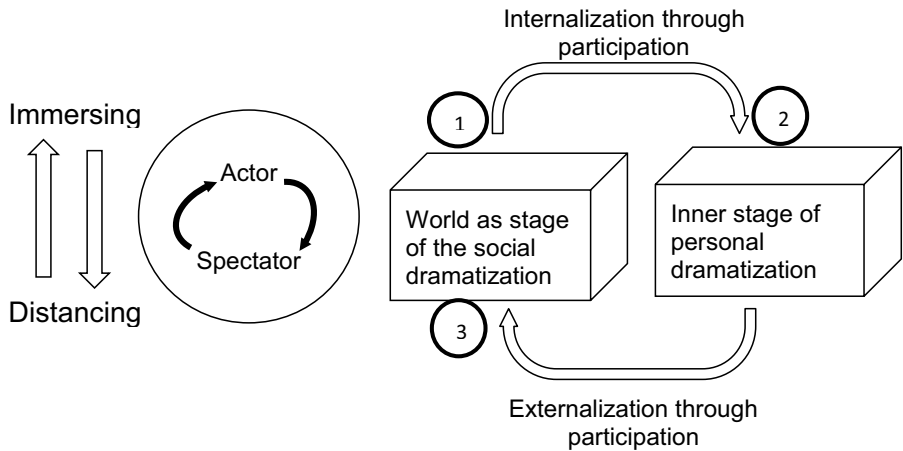 Internalization through
participation
Immersing
1
2
Actor
World as stage
of the social
dramatization
Inner stage of
personal
dramatization
Spectator
Distancing
3
Externalization through
participation